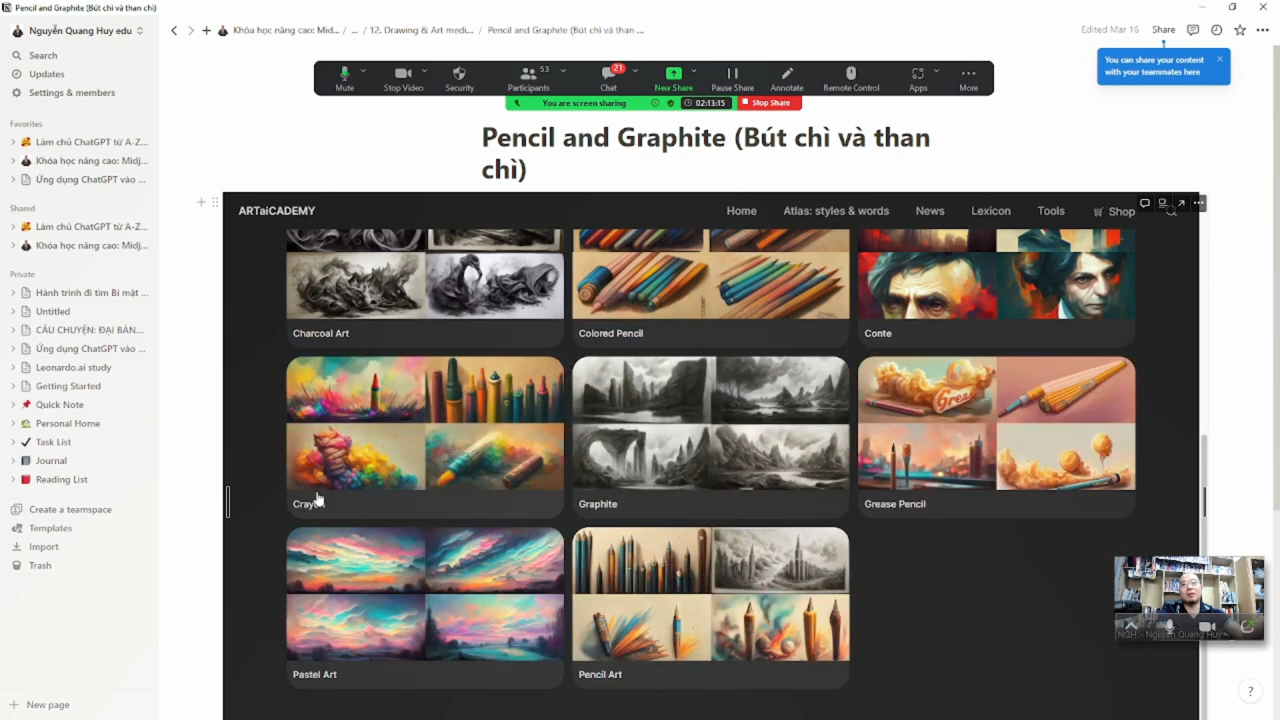 Pencil and Graphite (Bút chì và than chì)
Nguyễn Quang Huy edu
Khóa học nâng cao: Mid... / ... / 12. Drawing & Art medi... / Pencil and Graphite (Bút chì và than ...
Edited Mar 16
Share
You can share your content
with your teammates here
Search
Updates
Settings & members
Favorites
Làm chủ ChatGPT từ A-Z...
Khóa học nâng cao: Midj...
Ứng dụng ChatGPT vào ...
Shared
Làm chủ ChatGPT từ A-Z...
Khóa học nâng cao: Midj...
Private
Hành trình đi tìm Bí mật ...
Untitled
CÂU CHUYỆN: ĐẠI BÀN...
Ứng dụng ChatGPT vào ...
Leonardo.ai study
Getting Started
Quick Note
Personal Home
Task List
Journal
Reading List
Create a teamspace
Templates
Import
Trash
New page
Mute
Stop Video
Security
Participants 53
Chat 21
New Share
Pause Share
Annotate
Remote Control
Apps
More
You are screen sharing
02:13:15
Stop Share
Pencil and Graphite (Bút chì và than
chì)
ARTaiCADEMY
Home
Atlas: styles & words
News
Lexicon
Tools
Shop
Charcoal Art
Colored Pencil
Conte
Grease
Graphite
Grease Pencil
Pastel Art
Pencil Art
NQH - Nguyễn Quang Huy
?